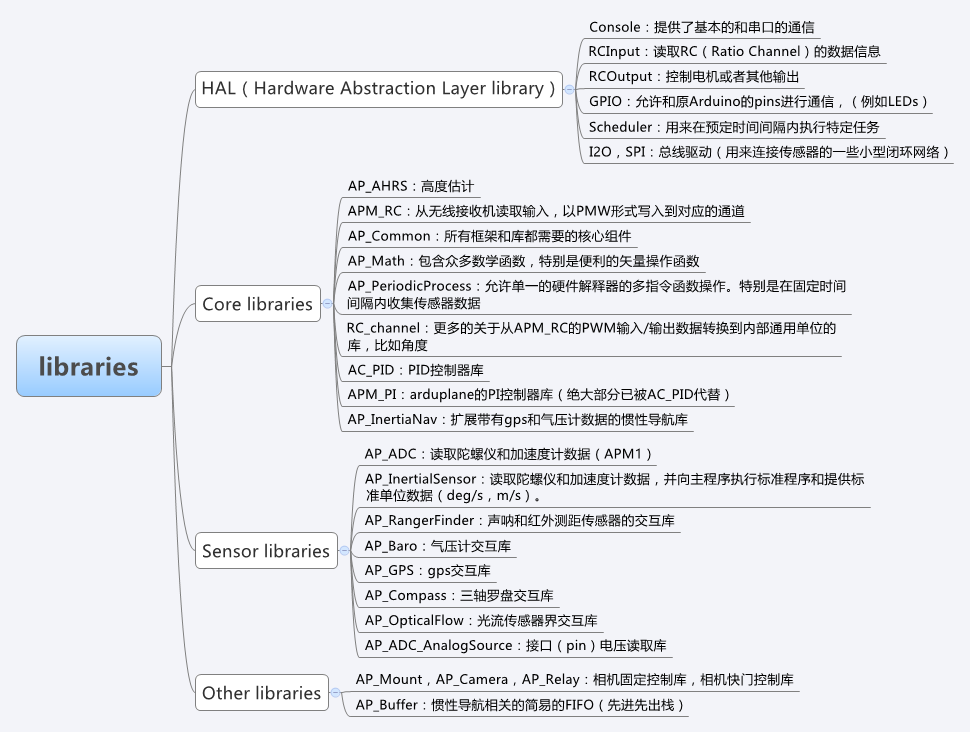 libraries
HAL（Hardware Abstraction Layer library）
Console：提供了基本的和串口的通信
RCInput：读取RC（Ratio Channel）的数据信息
RCOutput：控制电机或者其他输出
GPIO：允许和原Arduino的pins进行通信，（例如LEDs）
Scheduler：用来在预定时间间隔内执行特定任务
I2O，SPI：总线驱动（用来连接传感器的一些小型闭环网络）
Core libraries
AP_AHRS：高度估计
APM_RC：从无线接收机读取输入，以PMW形式写入到对应的通道
AP_Common：所有框架和库都需要的核心组件
AP_Math：包含众多数学函数，特别是便利的矢量操作函数
AP_PeriodicProcess：允许单一的硬件解释器的多指令函数操作。特别是在固定时间
间隔内收集传感器数据
RC_channel：更多的关于从APM_RC的PWM输入/输出数据转换到内部通用单位的
库，比如角度
AC_PID：PID控制器库
APM_PI：arduplane的PI控制器库（绝大部分已被AC_PID代替）
AP_InertiaNav：扩展带有gps和气压计数据的惯性导航库
Sensor libraries
AP_ADC：读取陀螺仪和加速度计数据（APM1）
AP_InertialSensor：读取陀螺仪和加速度计数据，并向主程序执行标准程序和提供标
准单位数据（deg/s，m/s）。
AP_RangerFinder：声呐和红外测距传感器的交互库
AP_Baro：气压计交互库
AP_GPS：gps交互库
AP_Compass：三轴罗盘交互库
AP_OpticalFlow：光流传感器界交互库
AP_ADC_AnalogSource：接口（pin）电压读取库
Other libraries
AP_Mount，AP_Camera，AP_Relay：相机固定控制库，相机快门控制库
AP_Buffer：惯性导航相关的简易的FIFO（先进先出栈）